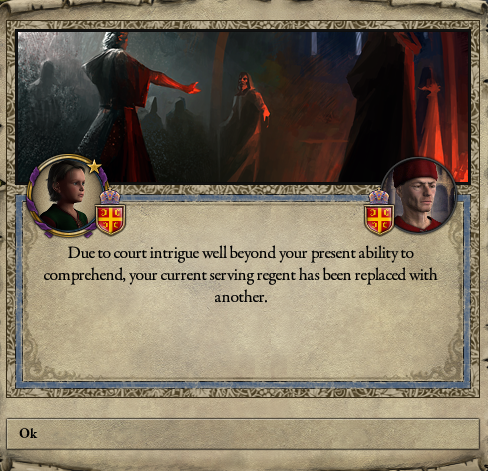 Due to court intrigue well beyond your present ability to
comprehend, your current serving regent has been replaced with
another.
Ok